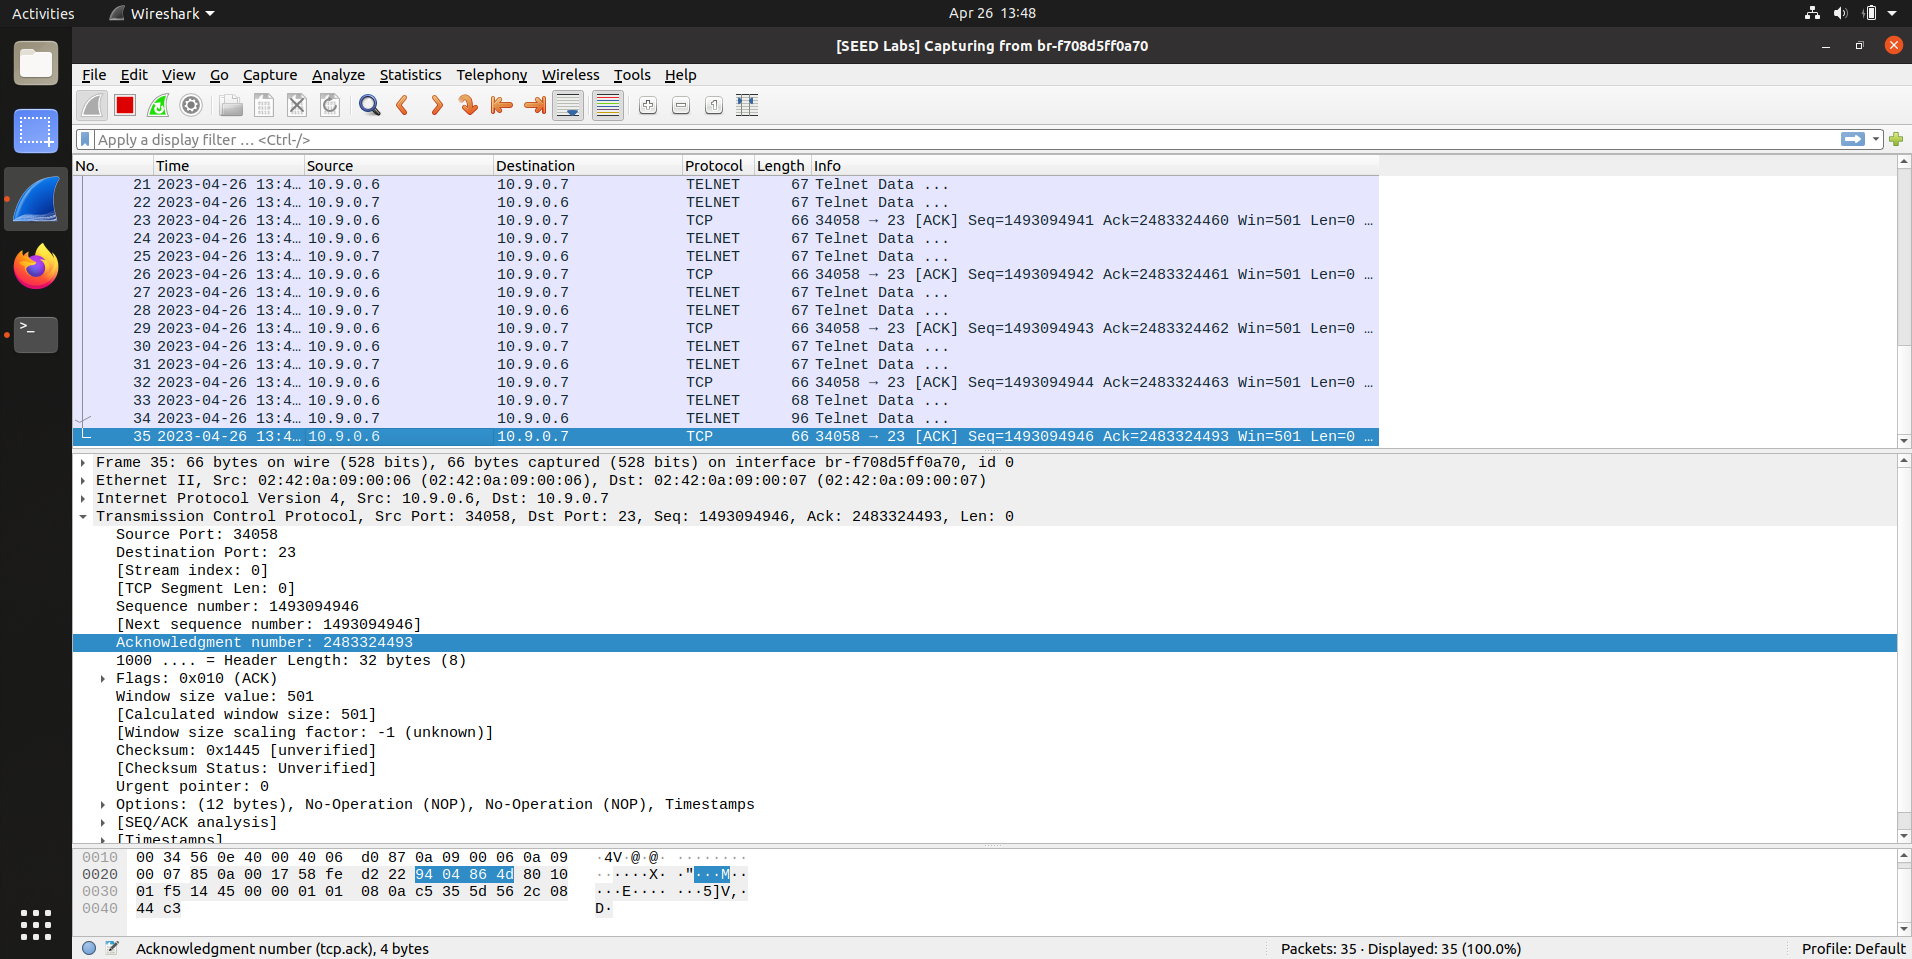 Activities Wireshark Apr 26 13:48
[SEED Labs] Capturing from br-f708d5ff0a70
File Edit View Go Capture Analyze Statistics Telephony Wireless Tools Help
Apply a display filter … <Ctrl-/>
No. Time Source Destination Protocol Length Info
21 2023-04-26 13:4… 10.9.0.6 10.9.0.7 TELNET 67 Telnet Data ...
22 2023-04-26 13:4… 10.9.0.7 10.9.0.6 TELNET 67 Telnet Data ...
23 2023-04-26 13:4… 10.9.0.6 10.9.0.7 TCP 66 34058 → 23 [ACK] Seq=1493094941 Ack=2483324460 Win=501 Len=0 …
24 2023-04-26 13:4… 10.9.0.6 10.9.0.7 TELNET 67 Telnet Data ...
25 2023-04-26 13:4… 10.9.0.7 10.9.0.6 TELNET 67 Telnet Data ...
26 2023-04-26 13:4… 10.9.0.6 10.9.0.7 TCP 66 34058 → 23 [ACK] Seq=1493094942 Ack=2483324461 Win=501 Len=0 …
27 2023-04-26 13:4… 10.9.0.6 10.9.0.7 TELNET 67 Telnet Data ...
28 2023-04-26 13:4… 10.9.0.7 10.9.0.6 TELNET 67 Telnet Data ...
29 2023-04-26 13:4… 10.9.0.6 10.9.0.7 TCP 66 34058 → 23 [ACK] Seq=1493094943 Ack=2483324462 Win=501 Len=0 …
30 2023-04-26 13:4… 10.9.0.6 10.9.0.7 TELNET 67 Telnet Data ...
31 2023-04-26 13:4… 10.9.0.7 10.9.0.6 TELNET 67 Telnet Data ...
32 2023-04-26 13:4… 10.9.0.6 10.9.0.7 TCP 66 34058 → 23 [ACK] Seq=1493094944 Ack=2483324463 Win=501 Len=0 …
33 2023-04-26 13:4… 10.9.0.6 10.9.0.7 TELNET 68 Telnet Data ...
34 2023-04-26 13:4… 10.9.0.7 10.9.0.6 TELNET 96 Telnet Data ...
35 2023-04-26 13:4… 10.9.0.6 10.9.0.7 TCP 66 34058 → 23 [ACK] Seq=1493094946 Ack=2483324493 Win=501 Len=0 …
Frame 35: 66 bytes on wire (528 bits), 66 bytes captured (528 bits) on interface br-f708d5ff0a70, id 0
Ethernet II, Src: 02:42:0a:09:00:06 (02:42:0a:09:00:06), Dst: 02:42:0a:09:00:07 (02:42:0a:09:00:07)
Internet Protocol Version 4, Src: 10.9.0.6, Dst: 10.9.0.7
Transmission Control Protocol, Src Port: 34058, Dst Port: 23, Seq: 1493094946, Ack: 2483324493, Len: 0
Source Port: 34058
Destination Port: 23
[Stream index: 0]
[TCP Segment Len: 0]
Sequence number: 1493094946
[Next sequence number: 1493094946]
Acknowledgment number: 2483324493
1000 .... = Header Length: 32 bytes (8)
Flags: 0x010 (ACK)
Window size value: 501
[Calculated window size: 501]
[Window size scaling factor: -1 (unknown)]
Checksum: 0x1445 [unverified]
[Checksum Status: Unverified]
Urgent pointer: 0
Options: (12 bytes), No-Operation (NOP), No-Operation (NOP), Timestamps
[SEQ/ACK analysis]
[Timestamps]
0010 00 34 56 0e 40 00 40 06 d0 87 0a 09 00 06 0a 09 ·4V·@·@· ········
0020 00 07 85 0a 00 17 58 fe d2 22 94 04 86 4d 80 10 ······X· ·"···M··
0030 01 f5 14 45 00 00 01 01 08 0a c5 35 5d 56 2c 08 ···E···· ···5]V,·
0040 44 c3 D·
Acknowledgment number (tcp.ack), 4 bytes Packets: 35 · Displayed: 35 (100.0%) Profile: Default